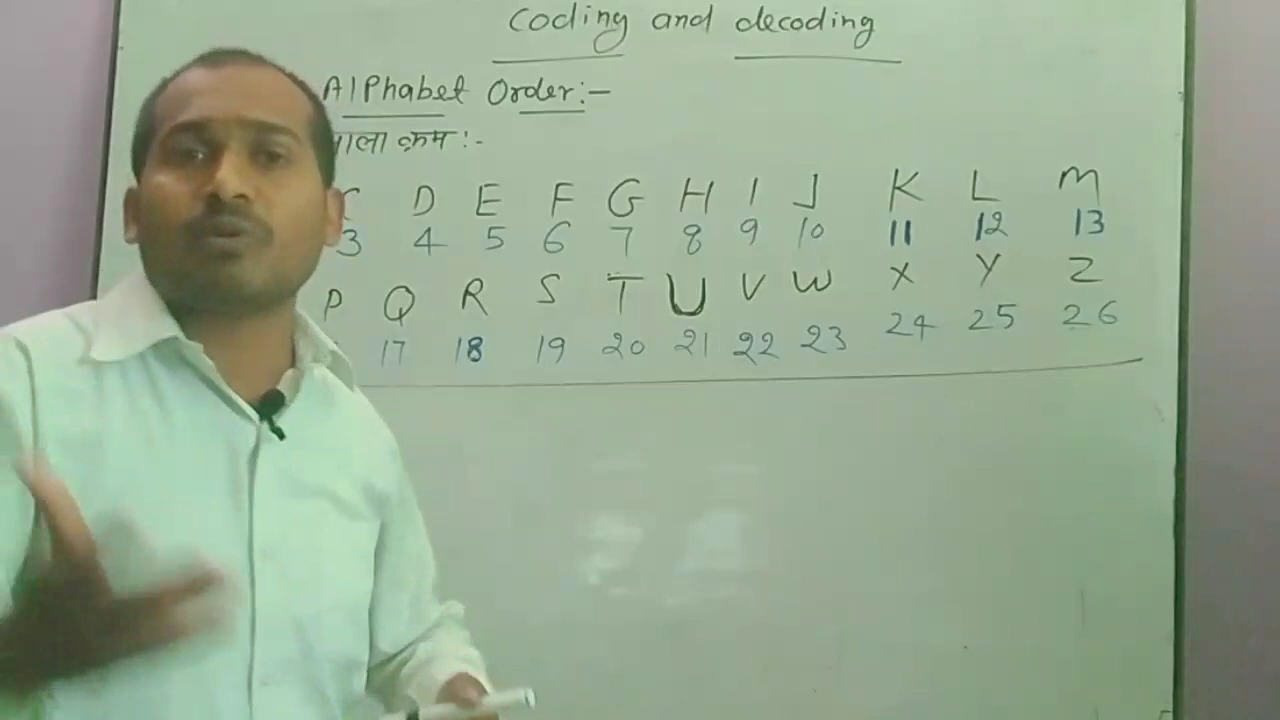 Coding and decoding
Alphabet Order:-
माला क्रम :-
C D E F G H I J K L M
3 4 5 6 7 8 9 10 11 12 13
P Q R S T U V W X Y Z
17 18 19 20 21 22 23 24 25 26